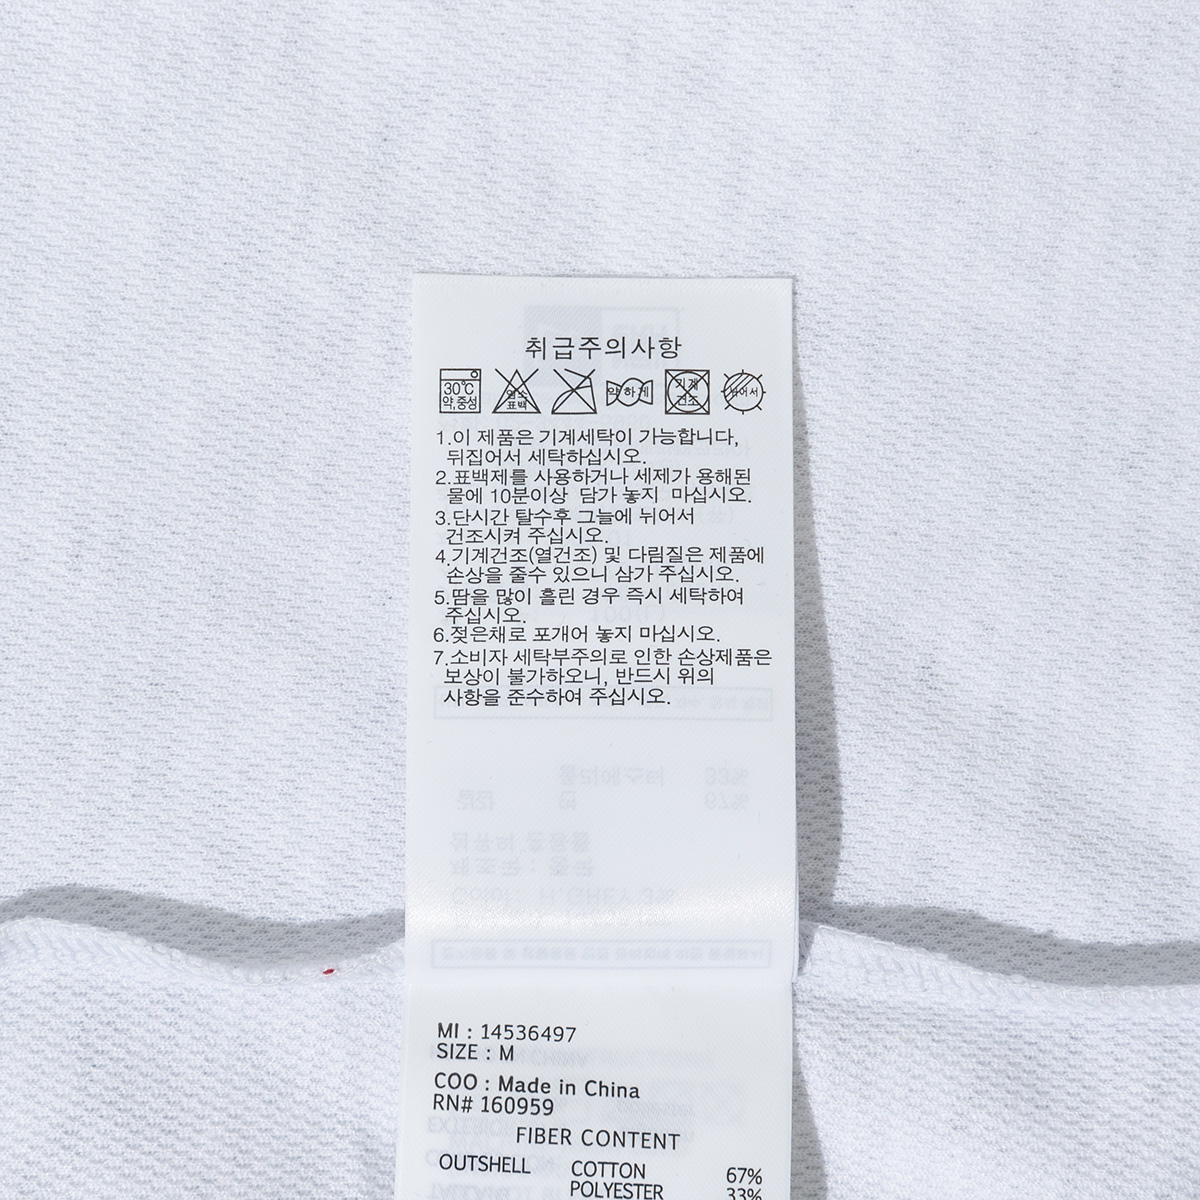 취급주의사항
30℃ 약,중성
염소 표백
약하게
기계 건조
뉘어서
1.이 제품은 기계세탁이 가능합니다,
뒤집어서 세탁하십시오.
2.표백제를 사용하거나 세제가 용해된
물에 10분이상 담가 놓지 마십시오.
3.단시간 탈수후 그늘에 뉘어서
건조시켜 주십시오.
4.기계건조(열건조) 및 다림질은 제품에
손상을 줄수 있으니 삼가 주십시오.
5.땀을 많이 흘린 경우 즉시 세탁하여
주십시오.
6.젖은채로 포개어 놓지 마십시오.
7.소비자 세탁부주의로 인한 손상제품은
보상이 불가하오니, 반드시 위의
사항을 준수하여 주십시오.
MI : 14536497
SIZE : M
COO : Made in China
RN# 160959
FIBER CONTENT
OUTSHELL COTTON 67%
POLYESTER 33%